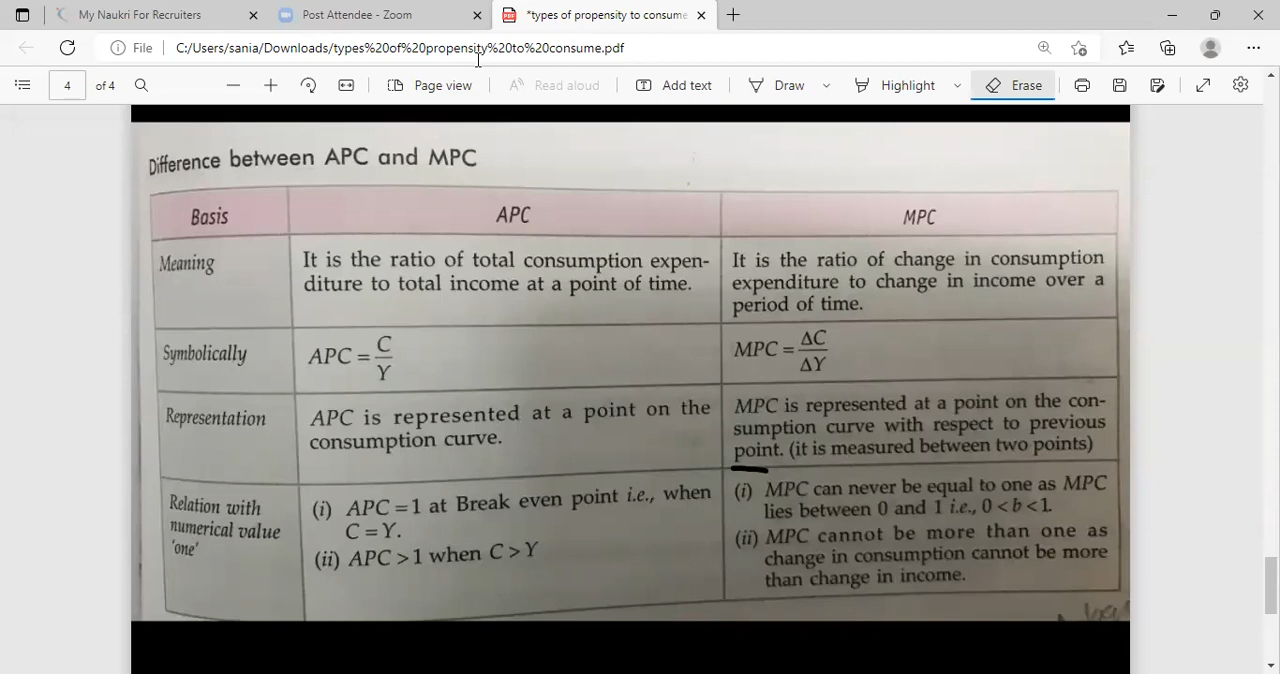 My Naukri For Recruiters
Post Attendee - Zoom
*types of propensity to consume
File C:/Users/sania/Downloads/types%20of%20propensity%20to%20consume.pdf
4 of 4 Page view Read aloud Add text Draw Highlight Erase
Difference between APC and MPC
Basis APC MPC
Meaning
It is the ratio of total consumption expen-
diture to total income at a point of time.
It is the ratio of change in consumption
expenditure to change in income over a
period of time.
Symbolically
APC = C/Y
MPC = ΔC/ΔY
Representation
APC is represented at a point on the
consumption curve.
MPC is represented at a point on the con-
sumption curve with respect to previous
point. (it is measured between two points)
Relation with
numerical value
'one'
(i) APC = 1 at Break even point i.e., when
C = Y.
(ii) APC > 1 when C > Y
(i) MPC can never be equal to one as MPC
lies between 0 and 1 i.e., 0 < b < 1.
(ii) MPC cannot be more than one as
change in consumption cannot be more
than change in income.